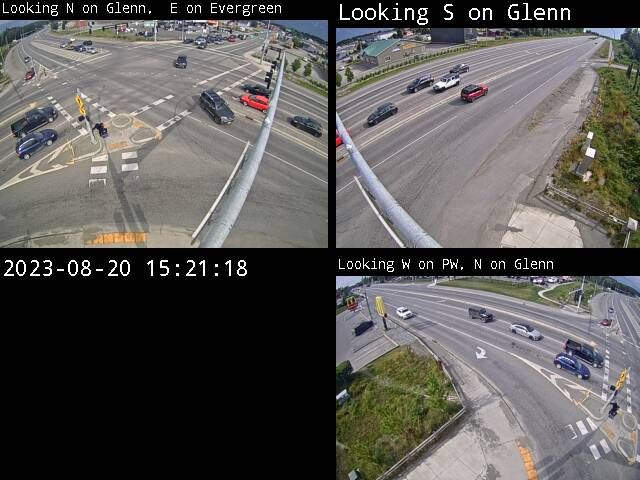 Looking N on Glenn,  E on Evergreen
Looking S on Glenn
2023-08-20 15:21:18
Looking W on PW, N on Glenn